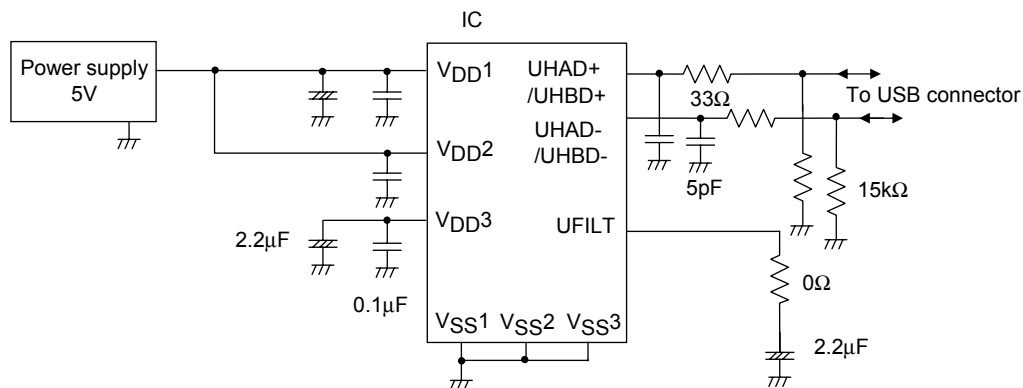 IC
Power supply
5V
VDD1
VDD2
VDD3
2.2μF
0.1μF
VSS1 VSS2 VSS3
UHAD+
/UHBD+
UHAD-
/UHBD-
UFILT
33Ω
5pF
To USB connector
15kΩ
0Ω
2.2μF